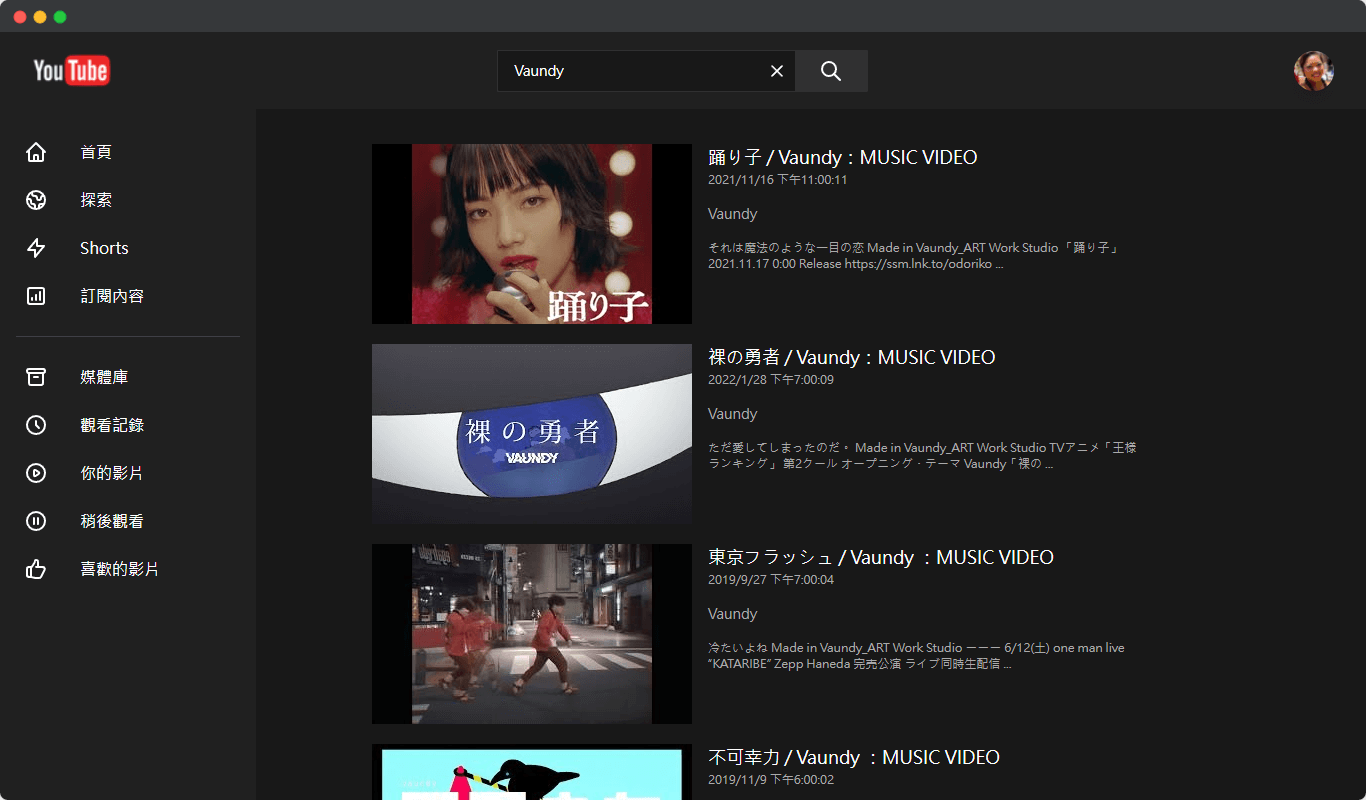 YouTube
Vaundy
首頁
探索
Shorts
訂閱內容
媒體庫
觀看記錄
你的影片
稍後觀看
喜歡的影片
踊り子
踊り子 / Vaundy：MUSIC VIDEO
2021/11/16 下午11:00:11
Vaundy
それは魔法のような一目の恋 Made in Vaundy_ART Work Studio 「踊り子」
2021.11.17 0:00 Release https://ssm.lnk.to/odoriko ...
裸の勇者
VAUNDY
裸の勇者 / Vaundy：MUSIC VIDEO
2022/1/28 下午7:00:09
Vaundy
ただ愛してしまったのだ。 Made in Vaundy_ART Work Studio TVアニメ「王様
ランキング」 第2クール オープニング・テーマ Vaundy「裸の ...
東京フラッシュ / Vaundy ：MUSIC VIDEO
2019/9/27 下午7:00:04
Vaundy
冷たいよね Made in Vaundy_ART Work Studio ーーー 6/12(土) one man live
“KATARIBE” Zepp Haneda 完売公演 ライブ同時生配信 ...
不可幸力 / Vaundy ：MUSIC VIDEO
2019/11/9 下午6:00:02